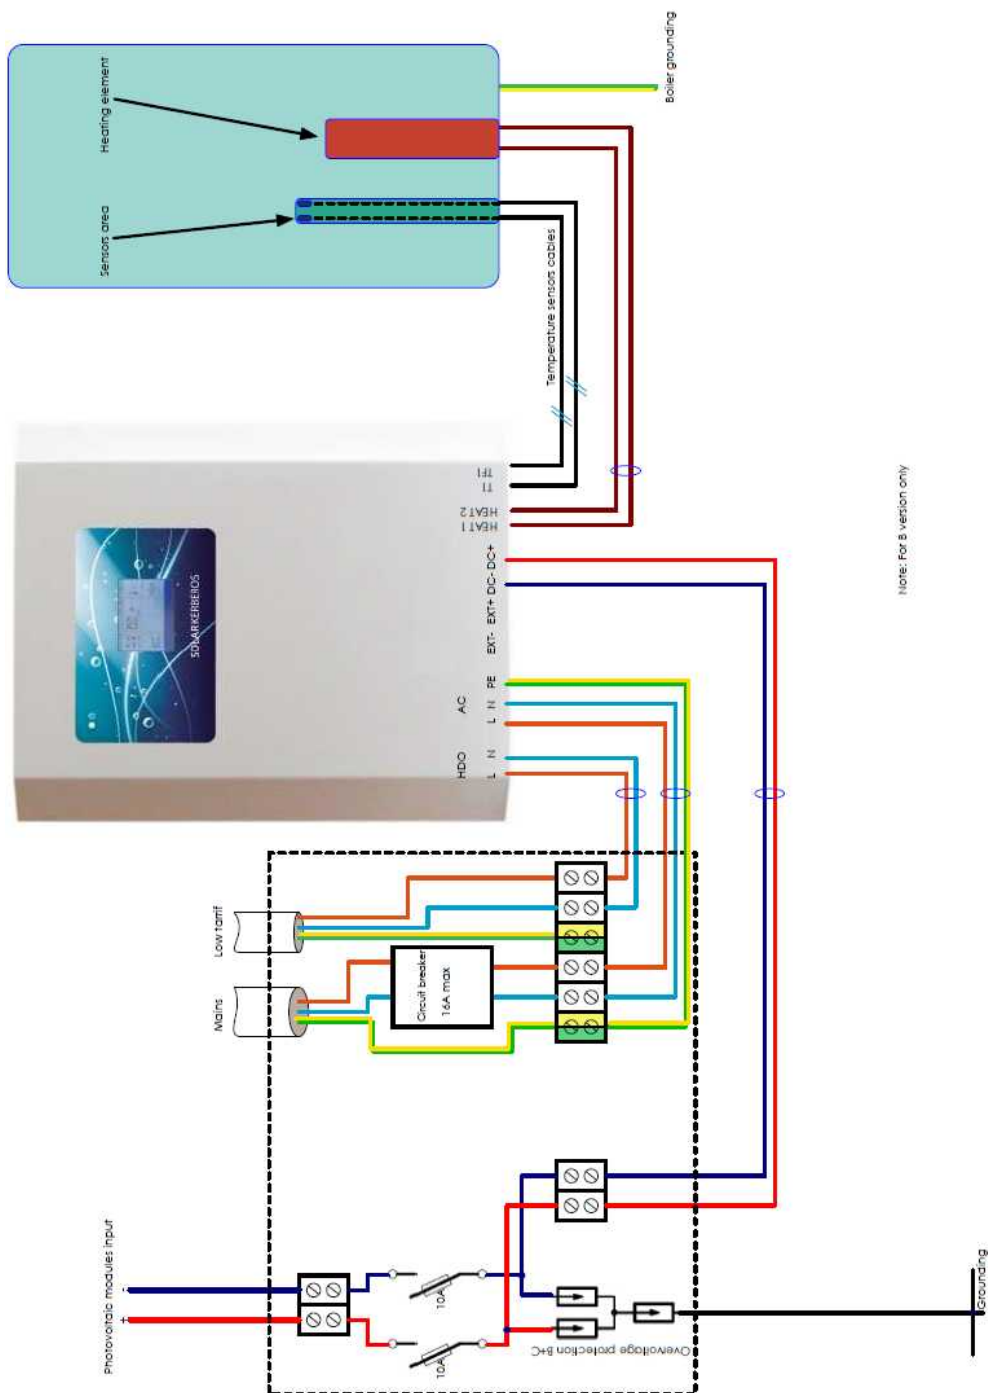 Heating element
Sensors area
Boiler grounding
Temperature sensors cables
TF1
T1
HEAT2
HEAT1
EXT- EXT+ DC- DC+
AC
L N PE
HDO
L N
SOLARKERBEROS
Note: For B version only
Low tarrif
Mains
Circuit breaker
16A max
Photovoltaic modules input
-
+
10A
10A
Overvoltage protection B+C
Grounding